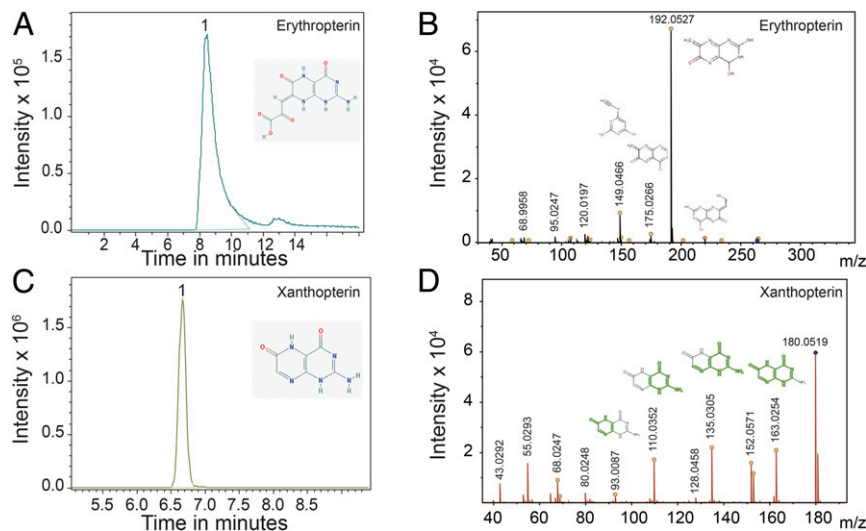 A
Erythropterin
1
Intensity x 10⁵
1.5
1.0
0.5
0.0
2 4 6 8 10 12 14
Time in minutes
B
Erythropterin
192.0527
Intensity x 10⁴
6
4
2
0
68.9958
95.0247
120.0197
149.0466
175.0266
50 100 150 200 250 300
m/z
C
Xanthopterin
1
Intensity x 10⁶
1.5
1.0
0.5
0.0
5.5 6.0 6.5 7.0 7.5 8.0 8.5 9.0
Time in minutes
D
Xanthopterin
180.0519
Intensity x 10⁴
8
6
4
2
0
43.0292
55.0293
68.0247
80.0248
93.0087
110.0352
128.0458
135.0305
152.0571
163.0254
40 60 80 100 120 140 160 180
m/z